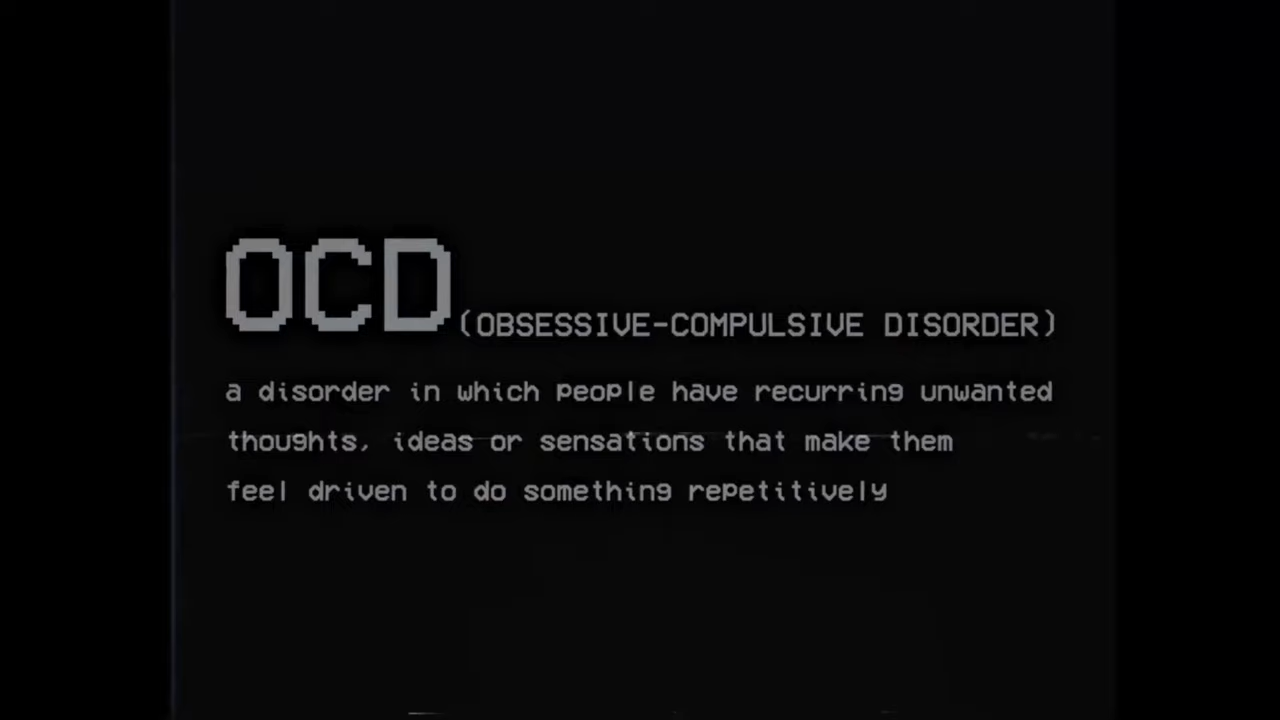 OCD (OBSESSIVE-COMPULSIVE DISORDER)
a disorder in which people have recurring unwanted
thoughts, ideas or sensations that make them
feel driven to do something repetitively